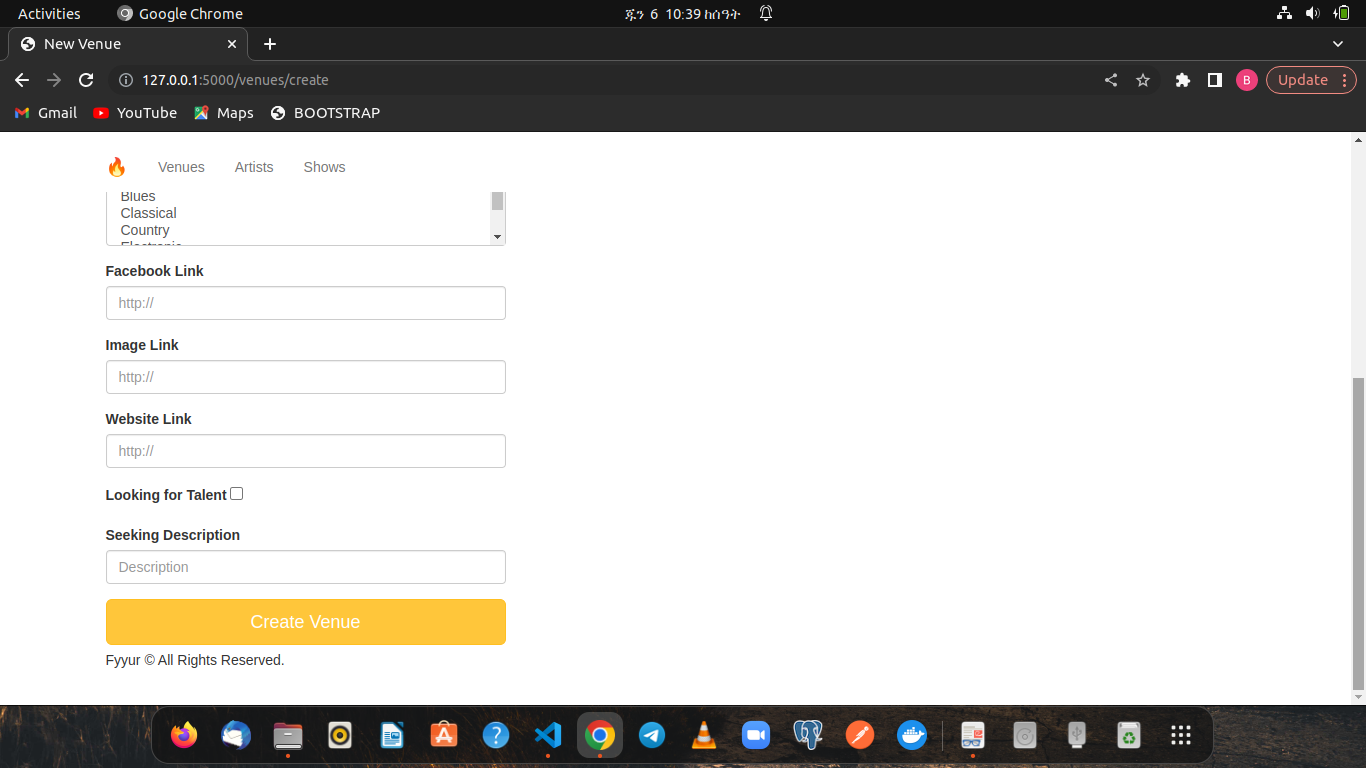 Activities
Google Chrome
ጁን 6 10:39 ከሰዓት
New Venue
127.0.0.1:5000/venues/create
B
Update
Gmail
YouTube
Maps
BOOTSTRAP
Venues
Artists
Shows
Blues
Classical
Country
Electronic
Facebook Link
http://
Image Link
http://
Website Link
http://
Looking for Talent
Seeking Description
Description
Create Venue
Fyyur © All Rights Reserved.